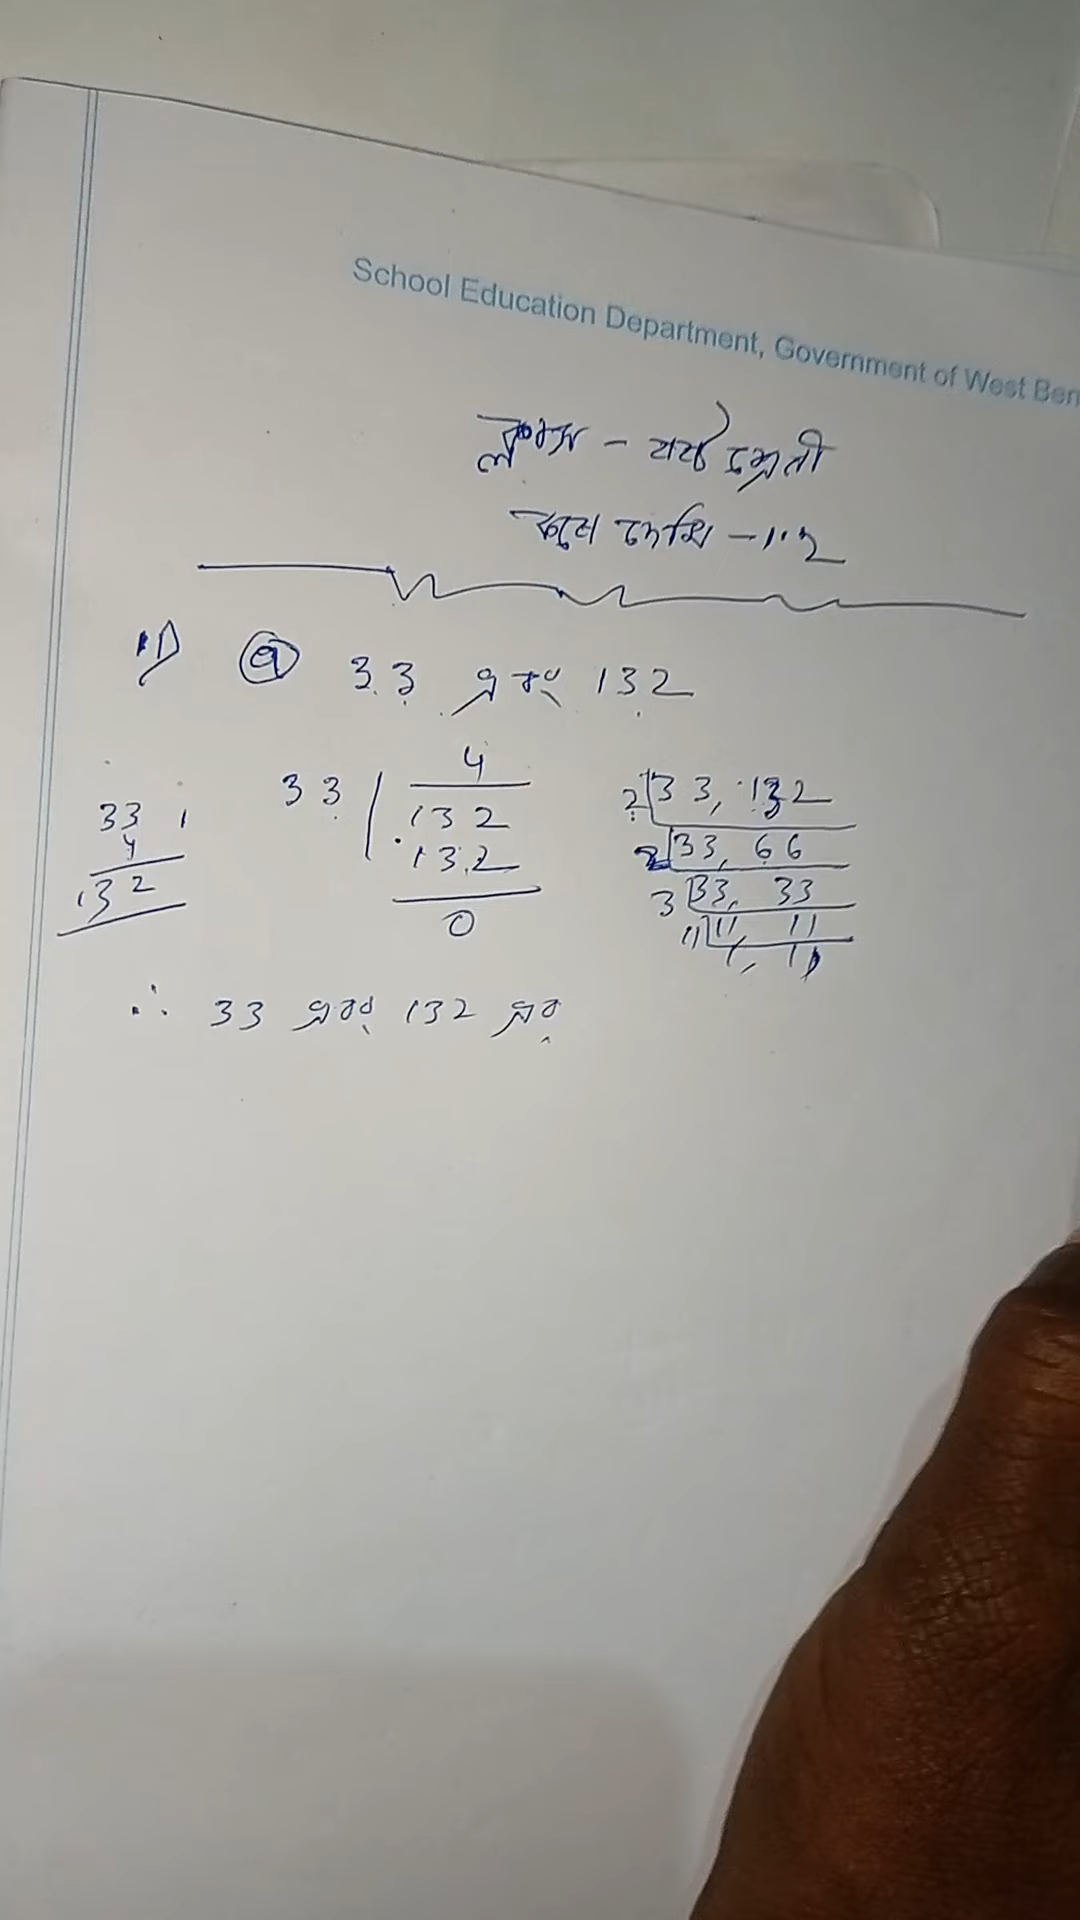 School Education Department, Government of West Ben
ক্লাস - ষষ্ঠ শ্রেণী
কষে দেখি - 1.2
1) (a) 33 এবং 132
4
33 | 132
132
0
33 1
4
132
2 | 33, 132
2 | 33, 66
3 | 33, 33
11 | 11, 11
1, 1
∴ 33 এবং 132 এর